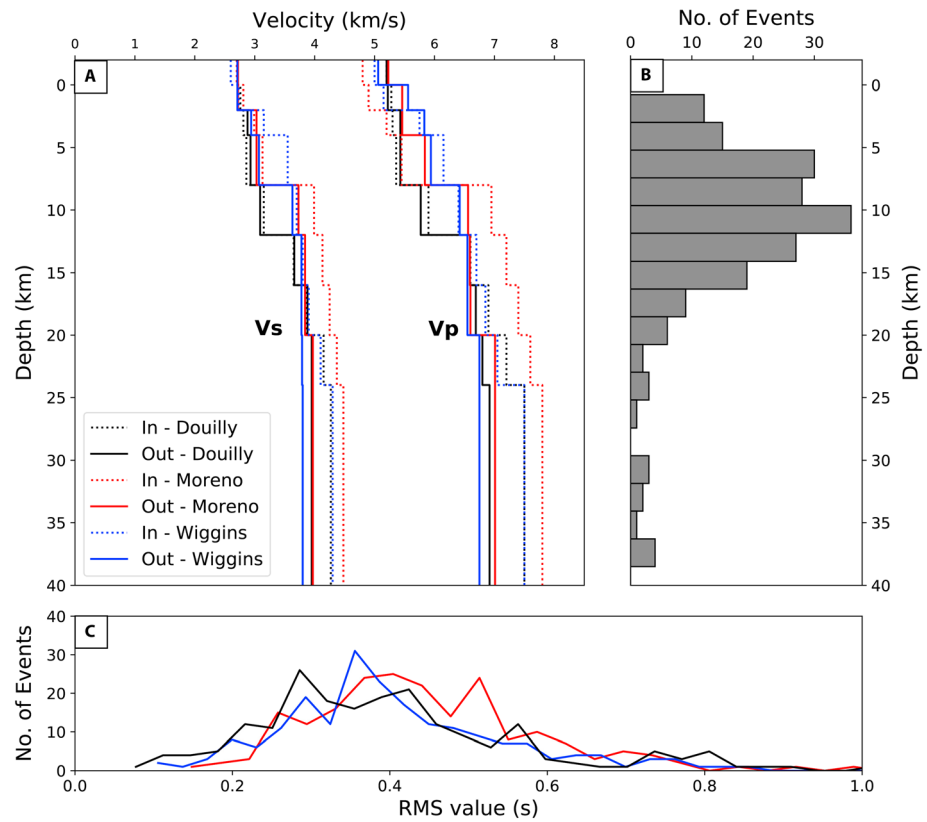 Velocity (km/s)
No. of Events
0 1 2 3 4 5 6 7 8
0 10 20 30
A
B
0
5
10
15
20
25
30
35
40
Depth (km)
Vs
Vp
In - Douilly
Out - Douilly
In - Moreno
Out - Moreno
In - Wiggins
Out - Wiggins
0
5
10
15
20
25
30
35
40
Depth (km)
C
40
30
20
10
0
No. of Events
0.0 0.2 0.4 0.6 0.8 1.0
RMS value (s)